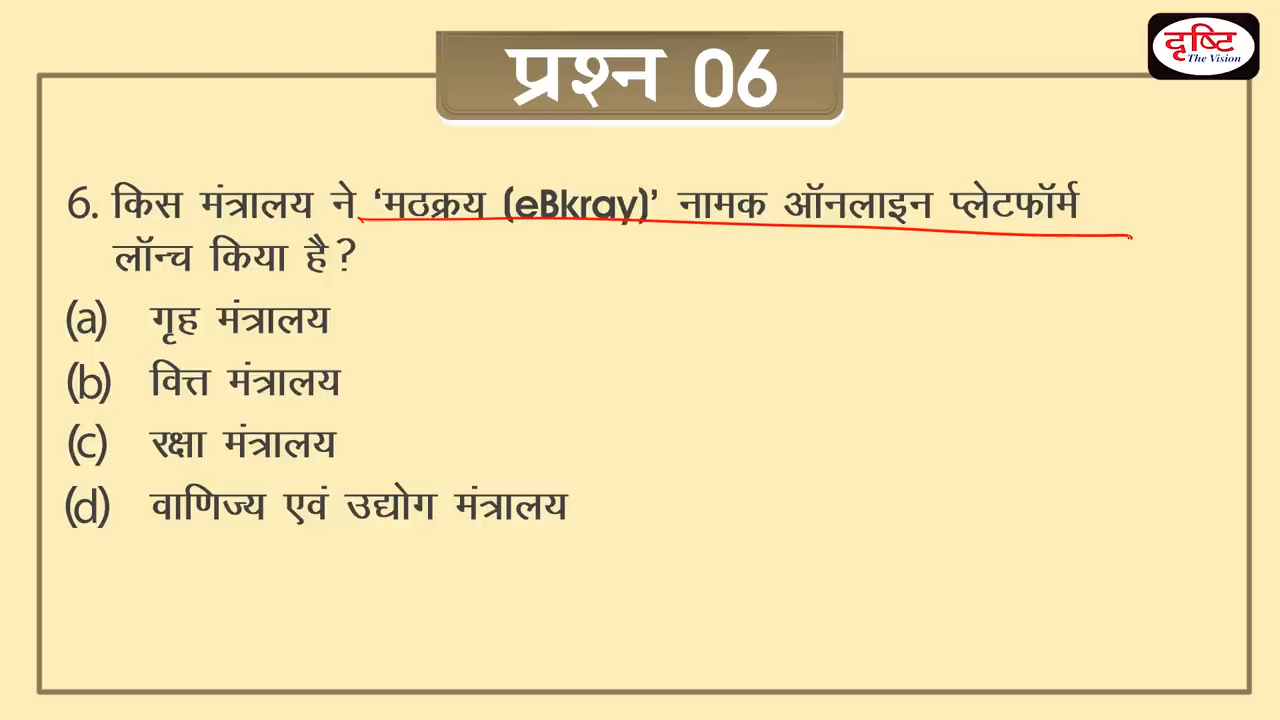 दृष्टि
The Vision
प्रश्न 06
6. किस मंत्रालय ने ‘मठक्रय (eBkray)’ नामक ऑनलाइन प्लेटफॉर्म
लॉन्च किया है?
(a) गृह मंत्रालय
(b) वित्त मंत्रालय
(c) रक्षा मंत्रालय
(d) वाणिज्य एवं उद्योग मंत्रालय